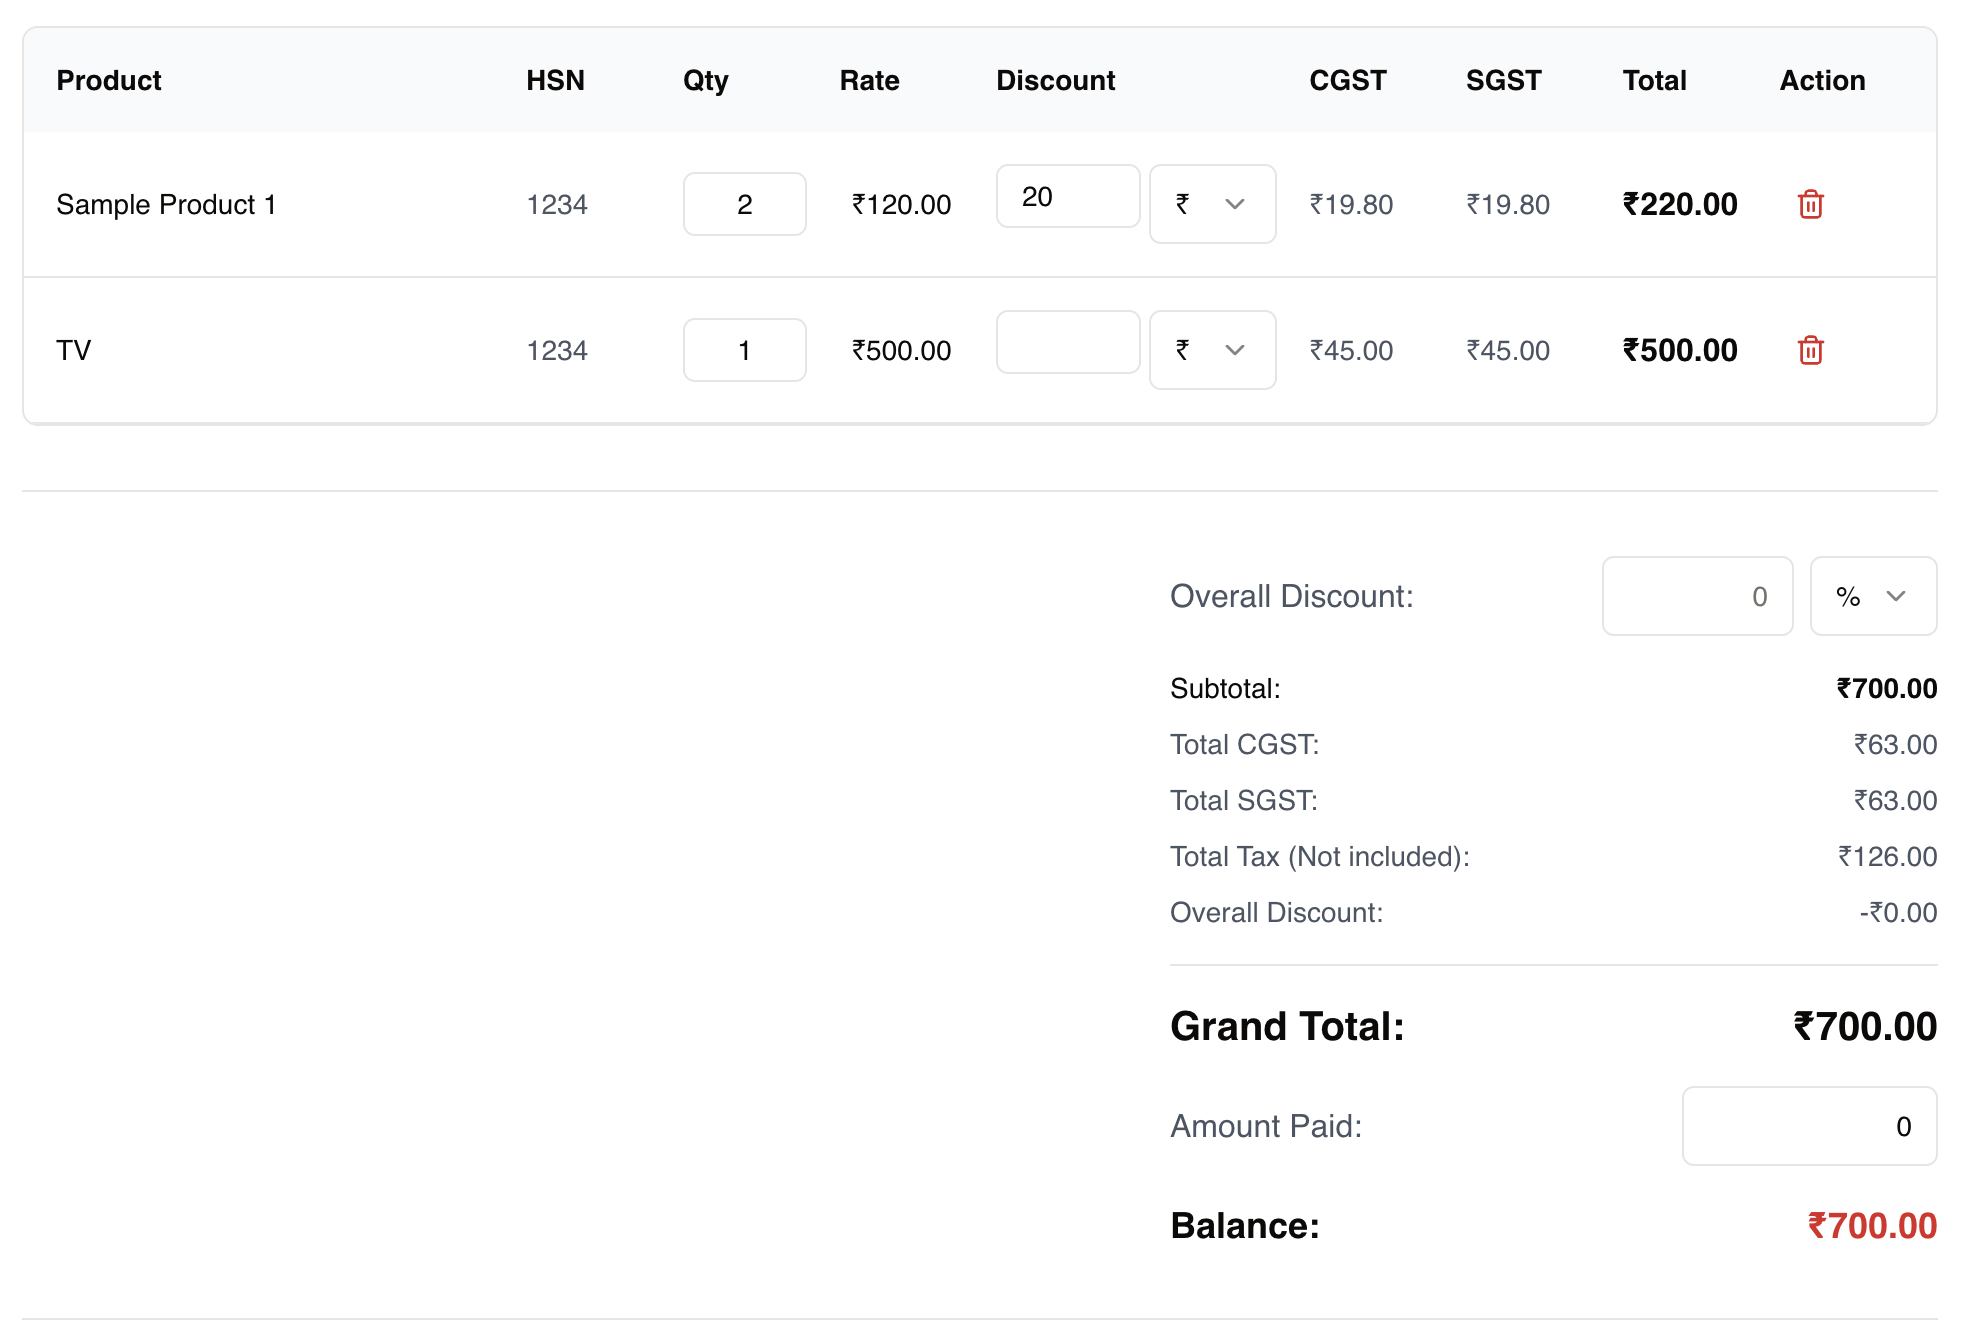 Product HSN Qty Rate Discount CGST SGST Total Action
Sample Product 1 1234 2 ₹120.00 20 ₹ ₹19.80 ₹19.80 ₹220.00
TV 1234 1 ₹500.00 ₹ ₹45.00 ₹45.00 ₹500.00
Overall Discount: 0 %
Subtotal: ₹700.00
Total CGST: ₹63.00
Total SGST: ₹63.00
Total Tax (Not included): ₹126.00
Overall Discount: -₹0.00
Grand Total: ₹700.00
Amount Paid: 0
Balance: ₹700.00